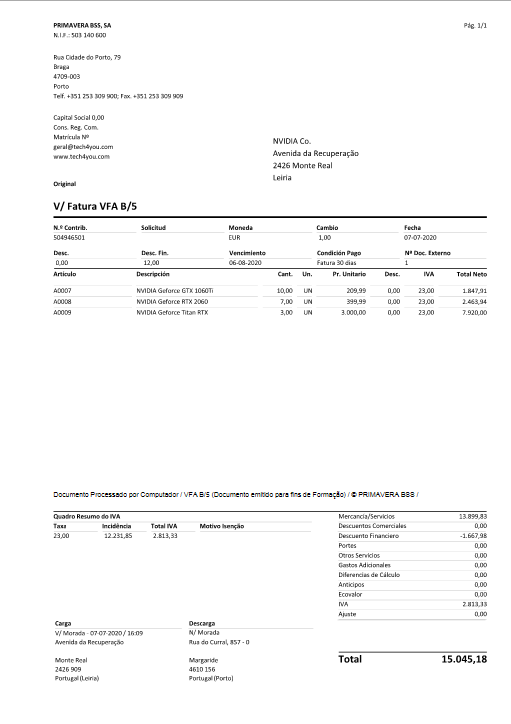 PRIMAVERA BSS, SA
Pág. 1/1
N.I.F.: 503 140 600
Rua Cidade do Porto, 79
Braga
4709-003
Porto
Telf. +351 253 309 900; Fax. +351 253 309 909
Capital Social 0,00
Cons. Reg. Com.
Matrícula Nº
geral@tech4you.com
www.tech4you.com
NVIDIA Co.
Avenida da Recuperação
2426 Monte Real
Leiria
Original
V/ Fatura VFA B/5
N.º Contrib. Solicitud Moneda Cambio Fecha
504946501 EUR 1,00 07-07-2020
Desc. Desc. Fin. Vencimiento Condición Pago Nº Doc. Externo
0,00 12,00 06-08-2020 Fatura 30 dias 1
Artículo Descripción Cant. Un. Pr. Unitario Desc. IVA Total Neto
A0007 NVIDIA Geforce GTX 1060Ti 10,00 UN 209,99 0,00 23,00 1.847,91
A0008 NVIDIA Geforce RTX 2060 7,00 UN 399,99 0,00 23,00 2.463,94
A0009 NVIDIA Geforce Titan RTX 3,00 UN 3.000,00 0,00 23,00 7.920,00
Documento Processado por Computador / VFA B/5 (Documento emitido para fins de Formação) / © PRIMAVERA BSS /
Quadro Resumo do IVA
Taxa Incidência Total IVA Motivo Isenção
23,00 12.231,85 2.813,33
Mercancía/Servicios 13.899,83
Descuentos Comerciales 0,00
Descuento Financiero -1.667,98
Portes 0,00
Otros Servicios 0,00
Gastos Adicionales 0,00
Diferencias de Cálculo 0,00
Anticipos 0,00
Ecovalor 0,00
IVA 2.813,33
Ajuste 0,00
Carga
V/ Morada - 07-07-2020 / 16:09
Avenida da Recuperação
Monte Real
2426 909
Portugal (Leiria)
Descarga
N/ Morada
Rua do Curral, 857 - 0
Margaride
4610 156
Portugal (Porto)
Total 15.045,18